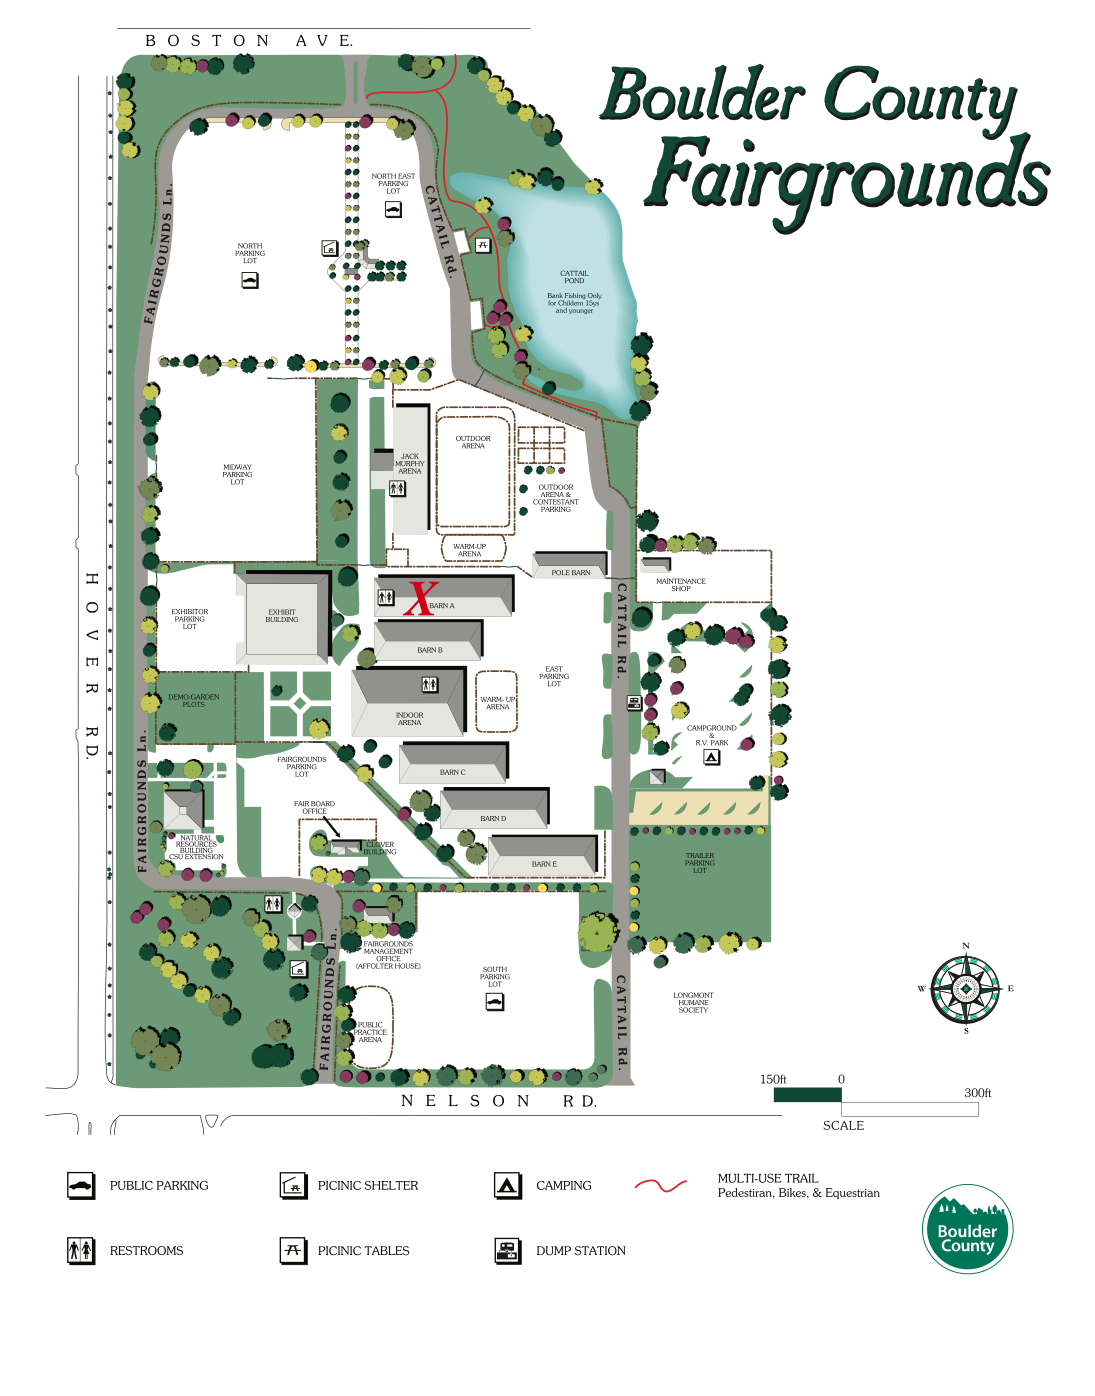 BOSTON AVE.
Boulder County
Fairgrounds
NORTH EAST
PARKING
LOT
NORTH
PARKING
LOT
FAIRGROUNDS Ln.
CATTAIL Rd.
CATTAIL
POND
Bank Fishing Only
for Childern 15ys
and younger
MIDWAY
PARKING
LOT
JACK
MURPHY
ARENA
OUTDOOR
ARENA
OUTDOOR
ARENA &
CONTESTANT
PARKING
WARM-UP
ARENA
POLE BARN
MAINTENANCE
SHOP
HOVER RD.
EXHIBITOR
PARKING
LOT
EXHIBIT
BUILDING
X
BARN A
BARN B
CATTAIL Rd.
EAST
PARKING
LOT
DEMO/GARDEN
PLOTS
INDOOR
ARENA
WARM- UP
ARENA
CAMPGROUND
&
R.V. PARK
FAIRGROUNDS Ln.
FAIRGROUNDS
PARKING
LOT
BARN C
FAIR BOARD
OFFICE
BARN D
CLOVER
BUILDING
NATURAL
RESOURCES
BUILDING
CSU EXTENSION
BARN E
TRAILER
PARKING
LOT
FAIRGROUNDS Ln.
FAIRGROUNDS
MANAGEMENT
OFFICE
(AFFOLTER HOUSE)
SOUTH
PARKING
LOT
CATTAIL Rd.
LONGMONT
HUMANE
SOCIETY
PUBLIC
PRACTICE
ARENA
N
W
E
S
NELSON RD.
150ft
0
300ft
SCALE
PUBLIC PARKING
PICINIC SHELTER
CAMPING
MULTI-USE TRAIL
Pedestiran, Bikes, & Equestrian
RESTROOMS
PICINIC TABLES
DUMP STATION
Boulder
County